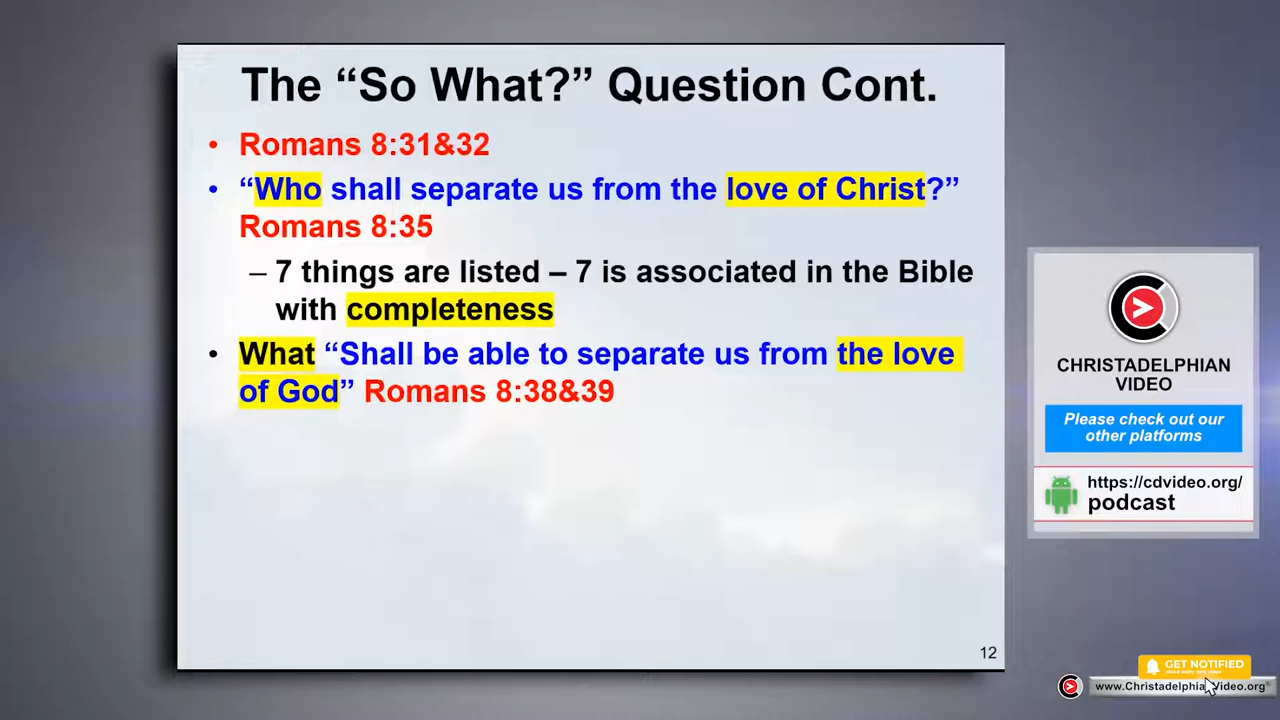 The “So What?” Question Cont.
• Romans 8:31&32
• “Who shall separate us from the love of Christ?”
Romans 8:35
– 7 things are listed – 7 is associated in the Bible
with completeness
• What “Shall be able to separate us from the love
of God” Romans 8:38&39
12
CHRISTADELPHIAN
VIDEO
Please check out our
other platforms
https://cdvideo.org/
podcast
GET NOTIFIED
www.ChristadelphianVideo.org